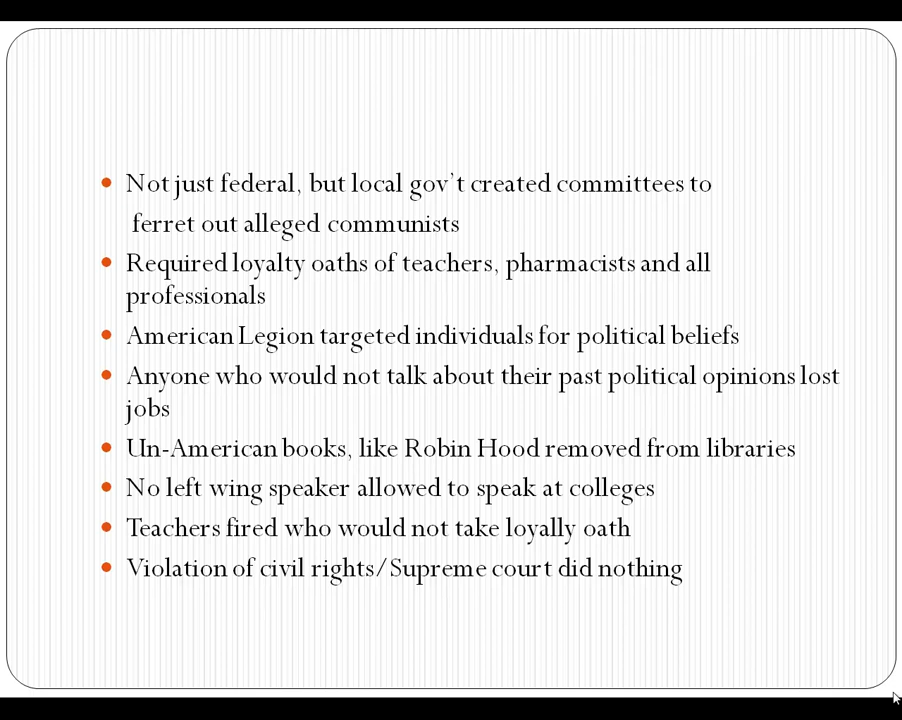 • Not just federal, but local gov't created committees to
ferret out alleged communists
• Required loyalty oaths of teachers, pharmacists and all
professionals
• American Legion targeted individuals for political beliefs
• Anyone who would not talk about their past political opinions lost
jobs
• Un-American books, like Robin Hood removed from libraries
• No left wing speaker allowed to speak at colleges
• Teachers fired who would not take loyally oath
• Violation of civil rights/Supreme court did nothing